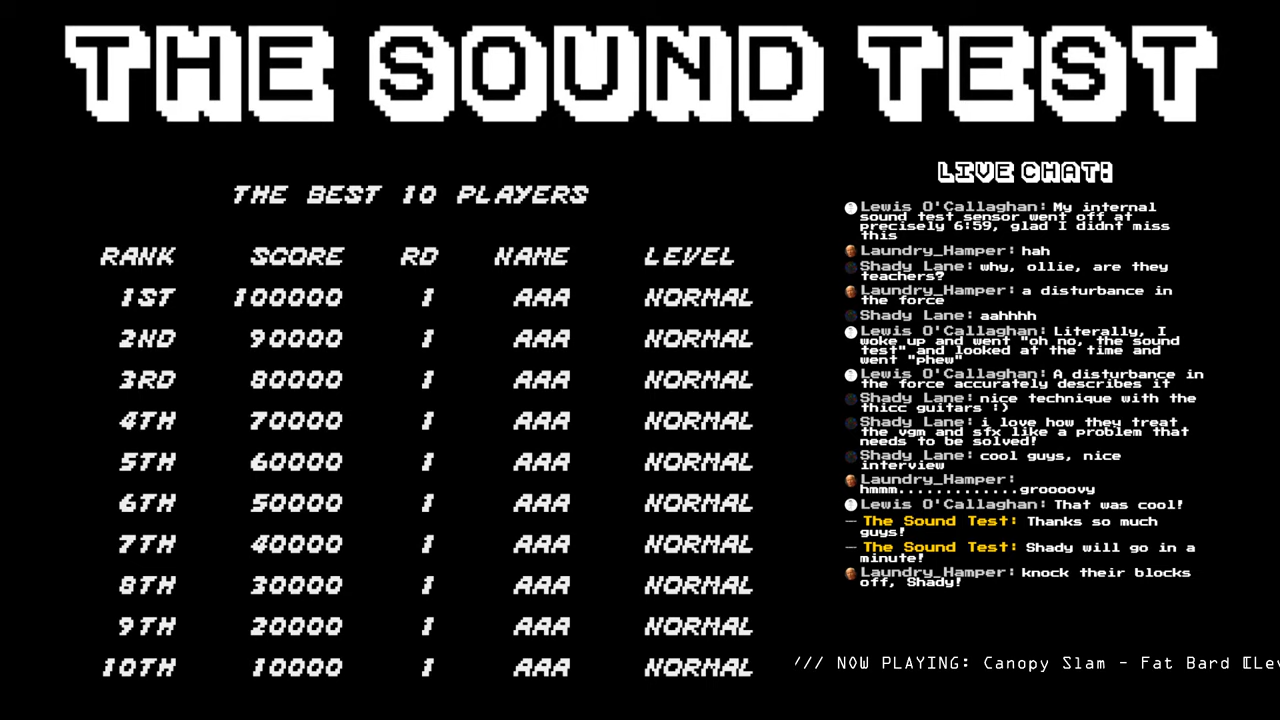 THE SOUND TEST
THE BEST 10 PLAYERS
RANK SCORE RD NAME LEVEL
1ST 100000 1 AAA NORMAL
2ND 90000 1 AAA NORMAL
3RD 80000 1 AAA NORMAL
4TH 70000 1 AAA NORMAL
5TH 60000 1 AAA NORMAL
6TH 50000 1 AAA NORMAL
7TH 40000 1 AAA NORMAL
8TH 30000 1 AAA NORMAL
9TH 20000 1 AAA NORMAL
10TH 10000 1 AAA NORMAL
LIVE CHAT:
Lewis O'Callaghan: My internal
sound test sensor went off at
precisely 6:59, glad I didnt miss
this
Laundry_Hamper: hah
Shady Lane: why, ollie, are they
teachers?
Laundry_Hamper: a disturbance in
the force
Shady Lane: aahhhh
Lewis O'Callaghan: Literally, I
woke up and went "oh no, the sound
test" and looked at the time and
went "phew"
Lewis O'Callaghan: A disturbance in
the force accurately describes it
Shady Lane: nice technique with the
thicc guitars :)
Shady Lane: i love how they treat
the vgm and sfx like a problem that
needs to be solved!
Shady Lane: cool guys, nice
interview
Laundry_Hamper:
hmmm.............groooovy
Lewis O'Callaghan: That was cool!
— The Sound Test: Thanks so much
guys!
— The Sound Test: Shady will go in a
minute!
Laundry_Hamper: knock their blocks
off, Shady!
/// NOW PLAYING: Canopy Slam - Fat Bard [Lev